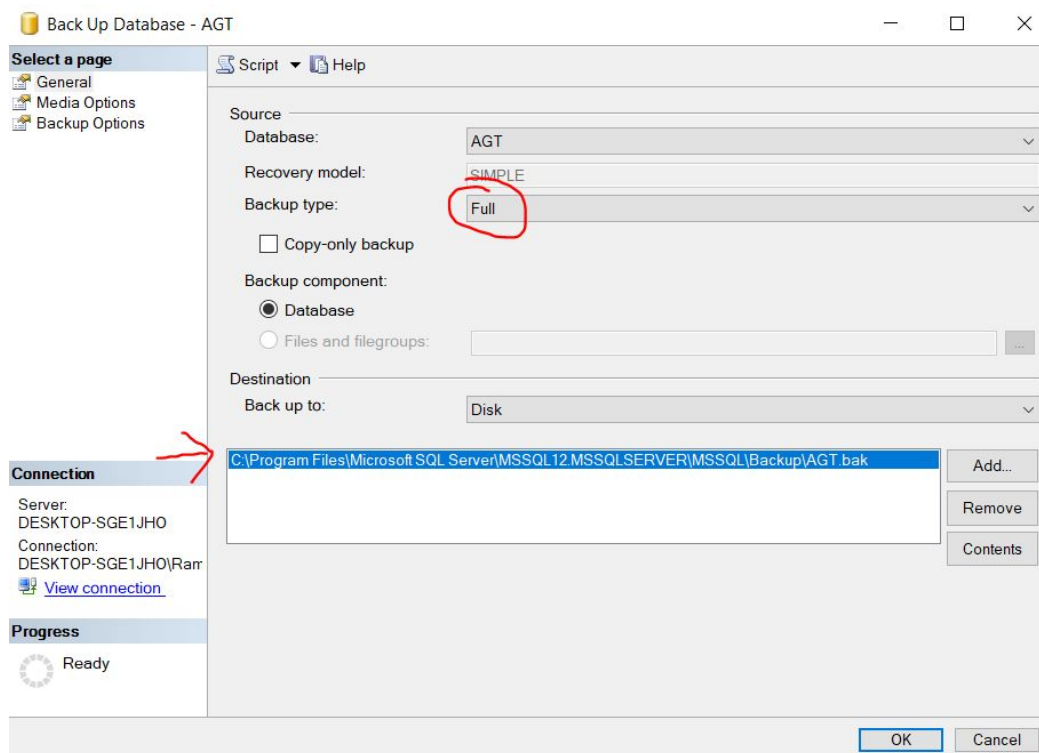 Back Up Database - AGT
Select a page
General
Media Options
Backup Options
Script Help
Source
Database: AGT
Recovery model: SIMPLE
Backup type: Full
Copy-only backup
Backup component:
Database
Files and filegroups: ...
Destination
Back up to: Disk
C:\Program Files\Microsoft SQL Server\MSSQL12.MSSQLSERVER\MSSQL\Backup\AGT.bak
Add...
Remove
Contents
Connection
Server:
DESKTOP-SGE1JHO
Connection:
DESKTOP-SGE1JHO\Ram
View connection
Progress
Ready
OK Cancel